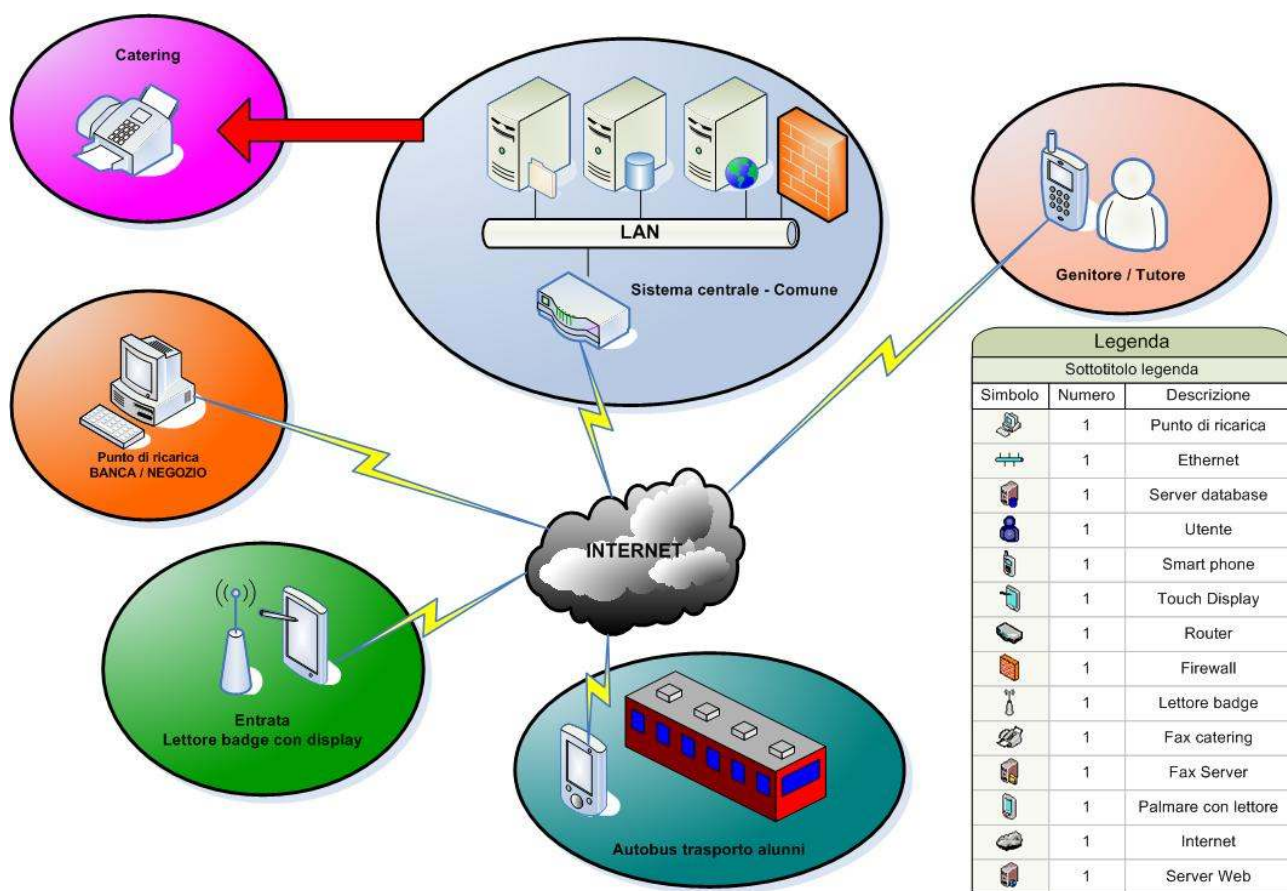 Catering
LAN
Sistema centrale - Comune
Genitore / Tutore
Punto di ricarica
BANCA / NEGOZIO
INTERNET
Entrata
Lettore badge con display
Autobus trasporto alunni
Legenda
Sottotitolo legenda
Simbolo Numero Descrizione
1 Punto di ricarica
1 Ethernet
1 Server database
1 Utente
1 Smart phone
1 Touch Display
1 Router
1 Firewall
1 Lettore badge
1 Fax catering
1 Fax Server
1 Palmare con lettore
1 Internet
1 Server Web